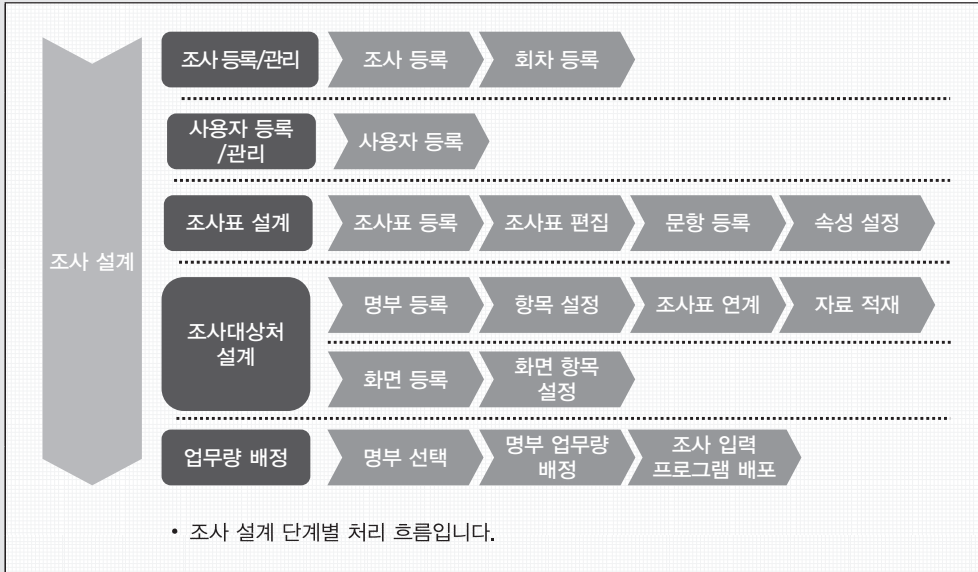 조사 설계
조사 등록/관리
조사 등록
회차 등록
사용자 등록
/관리
사용자 등록
조사표 설계
조사표 등록
조사표 편집
문항 등록
속성 설정
조사대상처
설계
명부 등록
항목 설정
조사표 연계
자료 적재
화면 등록
화면 항목
설정
업무량 배정
명부 선택
명부 업무량
배정
조사 입력
프로그램 배포
• 조사 설계 단계별 처리 흐름입니다.